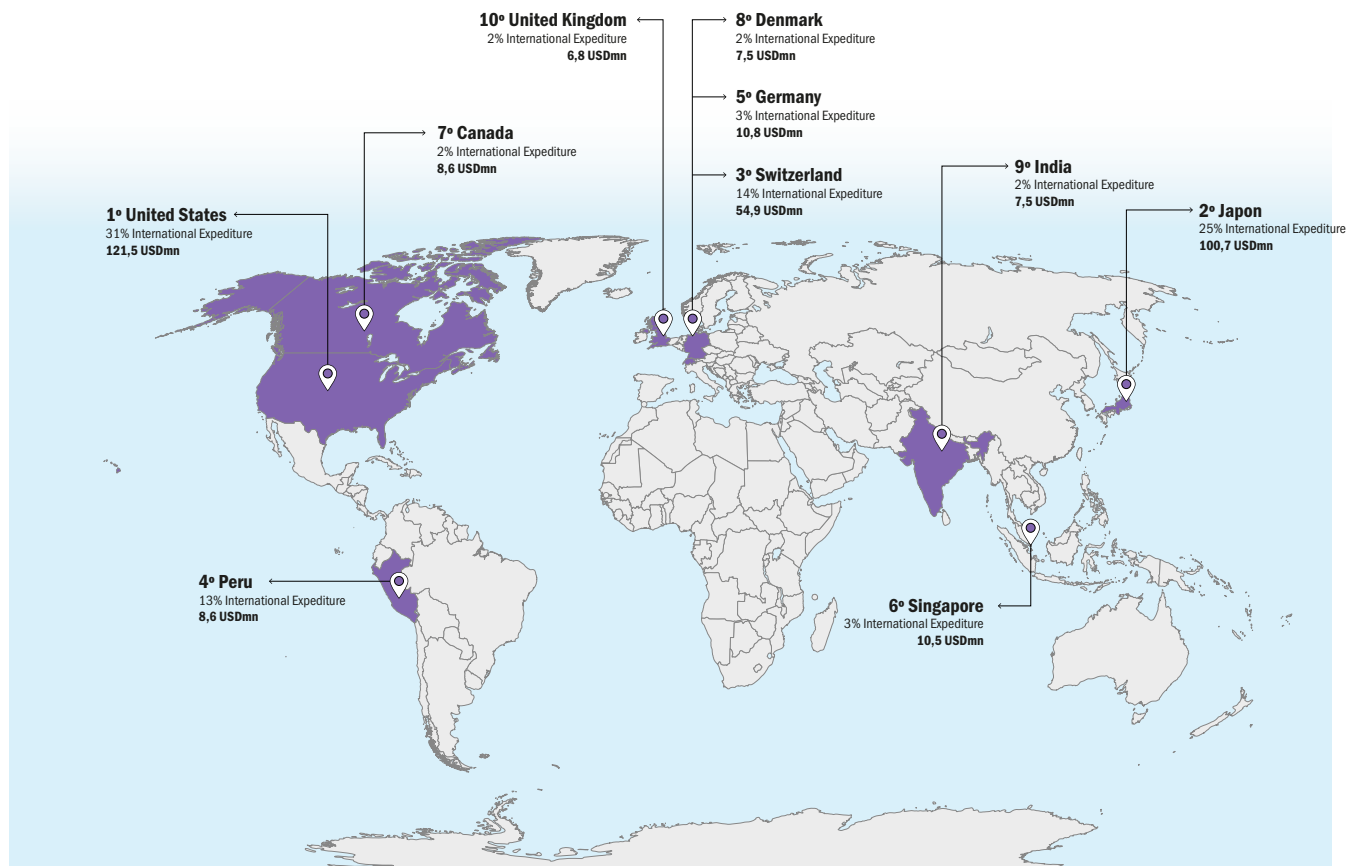 10º United Kingdom
2% International Expediture
6,8 USDmn
8º Denmark
2% International Expediture
7,5 USDmn
5º Germany
3% International Expediture
10,8 USDmn
7º Canada
2% International Expediture
8,6 USDmn
3º Switzerland
14% International Expediture
54,9 USDmn
9º India
2% International Expediture
7,5 USDmn
1º United States
31% International Expediture
121,5 USDmn
2º Japon
25% International Expediture
100,7 USDmn
4º Peru
13% International Expediture
8,6 USDmn
6º Singapore
3% International Expediture
10,5 USDmn